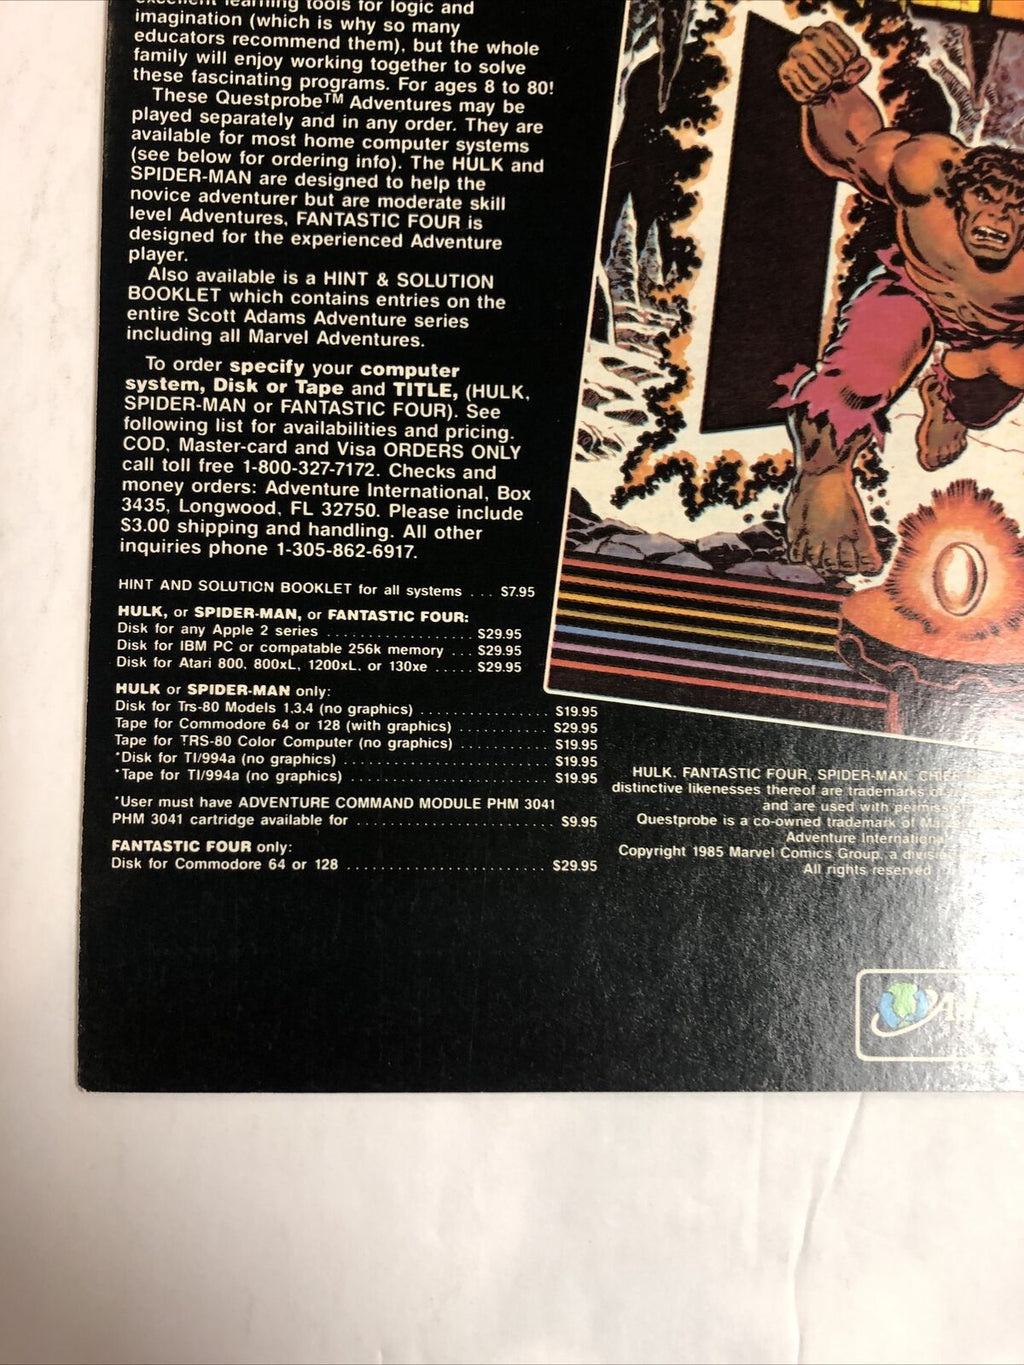 excellent learning tools for logic and
imagination (which is why so many
educators recommend them), but the whole
family will enjoy working together to solve
these fascinating programs. For ages 8 to 80!
These Questprobe™ Adventures may be
played separately and in any order. They are
available for most home computer systems
(see below for ordering info). The HULK and
SPIDER-MAN are designed to help the
novice adventurer but are moderate skill
level Adventures. FANTASTIC FOUR is
designed for the experienced Adventure
player.
Also available is a HINT & SOLUTION
BOOKLET which contains entries on the
entire Scott Adams Adventure series
including all Marvel Adventures.
To order specify your computer
system, Disk or Tape and TITLE, (HULK,
SPIDER-MAN or FANTASTIC FOUR). See
following list for availabilities and pricing.
COD, Master-card and Visa ORDERS ONLY
call toll free 1-800-327-7172. Checks and
money orders: Adventure International, Box
3435, Longwood, FL 32750. Please include
$3.00 shipping and handling. All other
inquiries phone 1-305-862-6917.
HINT AND SOLUTION BOOKLET for all systems . . . $7.95
HULK, or SPIDER-MAN, or FANTASTIC FOUR:
Disk for any Apple 2 series . . . . . . . . . . . . . . . . . . $29.95
Disk for IBM PC or compatable 256k memory . . . $29.95
Disk for Atari 800, 800xL, 1200xL, or 130xe . . . . . $29.95
HULK or SPIDER-MAN only:
Disk for Trs-80 Models 1,3,4 (no graphics) . . . . . . . . . . . . . . . . $19.95
Tape for Commodore 64 or 128 (with graphics) . . . . . . . . . . . . $29.95
Tape for TRS-80 Color Computer (no graphics) . . . . . . . . . . . . $19.95
*Disk for TI/994a (no graphics) . . . . . . . . . . . . . . . . . . . . . . . . . $19.95
*Tape for TI/994a (no graphics) . . . . . . . . . . . . . . . . . . . . . . . . . $19.95
*User must have ADVENTURE COMMAND MODULE PHM 3041
PHM 3041 cartridge available for . . . . . . . . . . . . . . . . . . . . . . . . $9.95
FANTASTIC FOUR only:
Disk for Commodore 64 or 128 . . . . . . . . . . . . . . . . . . . . . . . . $29.95
HULK, FANTASTIC FOUR, SPIDER-MAN, CHIEF
distinctive likenesses thereof are trademarks of
and are used with permiss
Questprobe is a co-owned trademark of Ma
Adventure Internationa
Copyright 1985 Marvel Comics Group, a divisi
All rights reserved